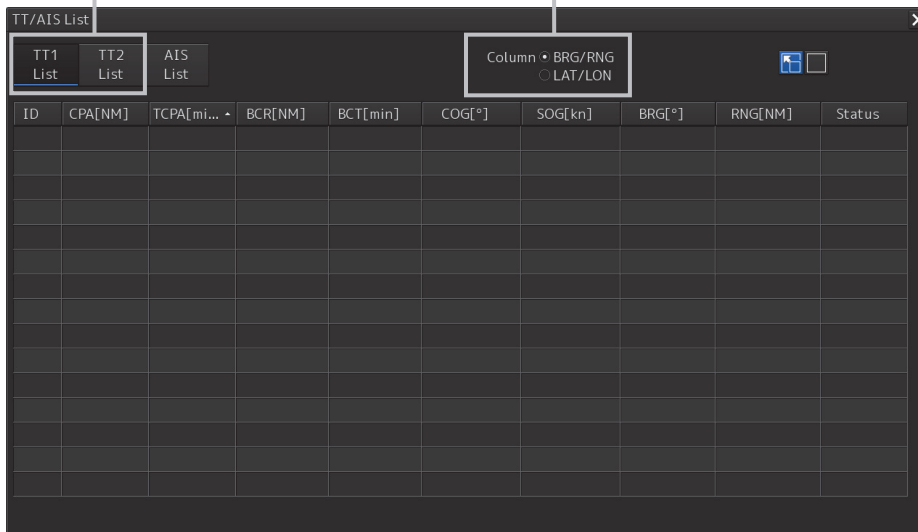 TT/AIS List
TT1 List
TT2 List
AIS List
Column BRG/RNG
LAT/LON
ID CPA[NM] TCPA[mi... BCR[NM] BCT[min] COG[°] SOG[kn] BRG[°] RNG[NM] Status